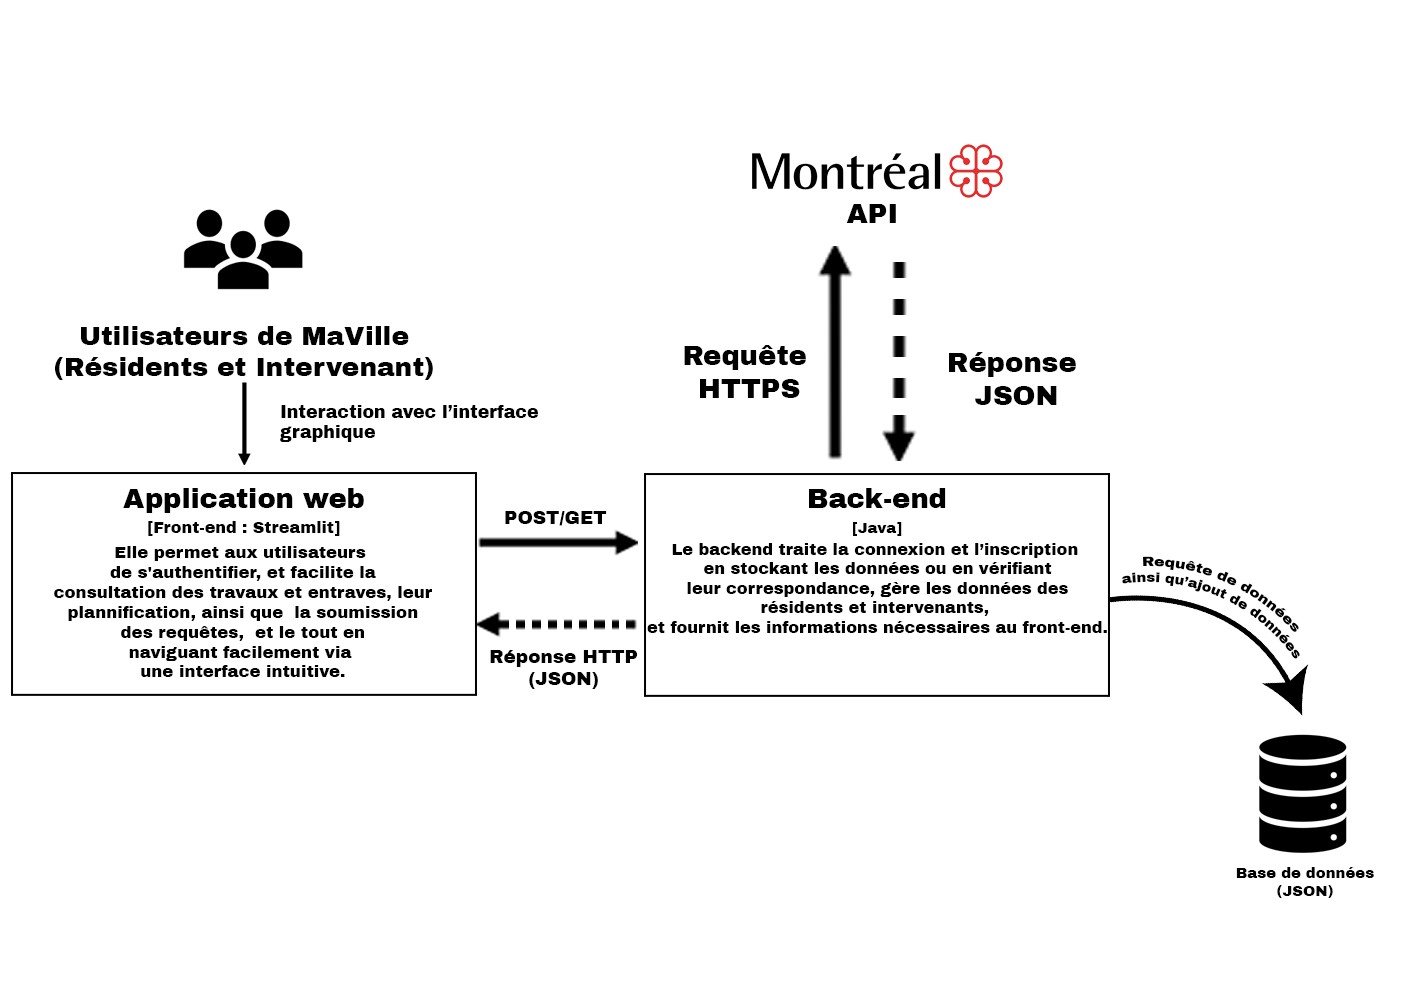 Montréal
API
Utilisateurs de MaVille
(Résidents et Intervenant)
Interaction avec l'interface
graphique
Requête
HTTPS
Réponse
JSON
Application web
[Front-end : Streamlit]
Elle permet aux utilisateurs
de s'authentifier, et facilite la
consultation des travaux et entraves, leur
plannification, ainsi que la soumission
des requêtes, et le tout en
naviguant facilement via
une interface intuitive.
POST/GET
Réponse HTTP
(JSON)
Back-end
[Java]
Le backend traite la connexion et l'inscription
en stockant les données ou en vérifiant
leur correspondance, gère les données des
résidents et intervenants,
et fournit les informations nécessaires au front-end.
Requête de données
ainsi qu'ajout de données
Base de données
(JSON)